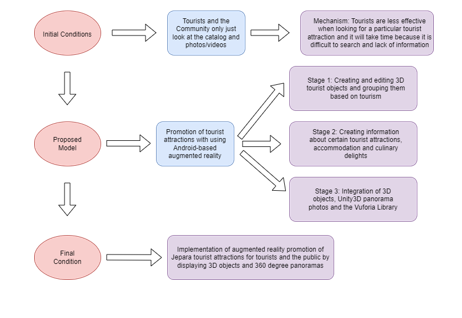 Initial Conditions
Tourists and the
Community only just
look at the catalog and
photos/videos
Mechanism: Tourists are less effective
when looking for a particular tourist
attraction and it will take time because it is
difficult to search and lack of information
Stage 1: Creating and editing 3D
tourist objects and grouping them
based on tourism
Proposed
Model
Promotion of tourist
attractions with using
Android-based
augmented reality
Stage 2: Creating information
about certain tourist attractions,
accommodation and culinary
delights
Stage 3: Integration of 3D
objects, Unity3D panorama
photos and the Vuforia Library
Final
Condition
Implementation of augmented reality promotion of
Jepara tourist attractions for tourists and the public by
displaying 3D objects and 360 degree panoramas